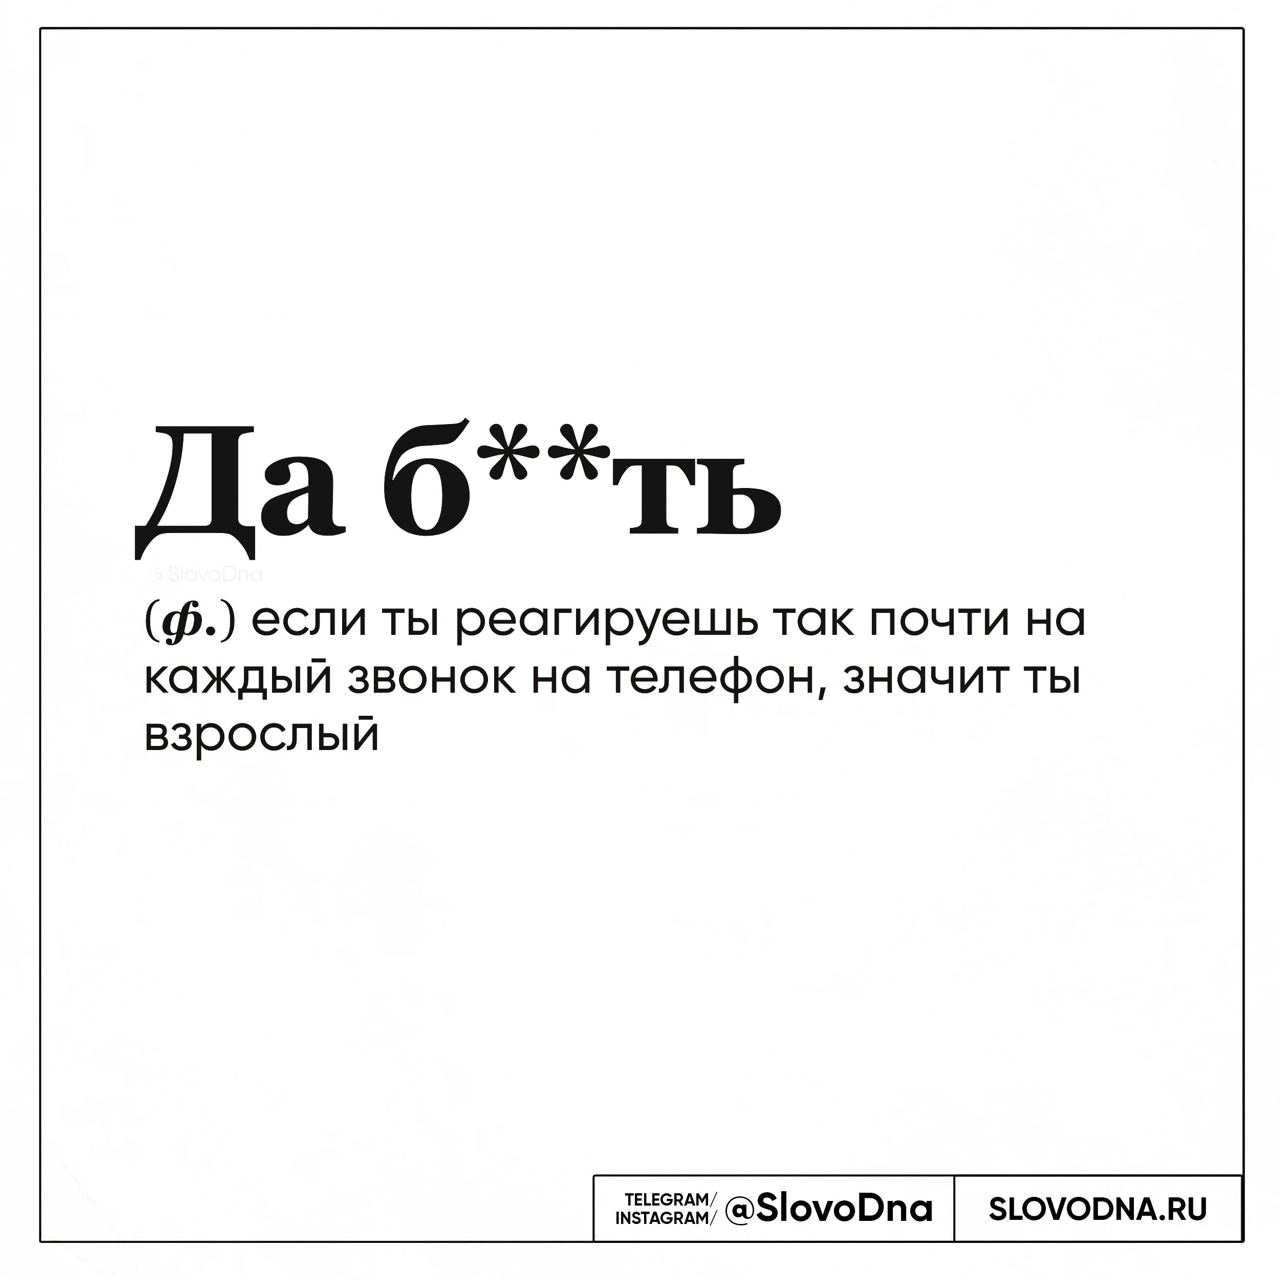 Да б**ть
@SlovoDna
(ф.) если ты реагируешь так почти на
каждый звонок на телефон, значит ты
взрослый
TELEGRAM/
INSTAGRAM/
@SlovoDna
SLOVODNA.RU